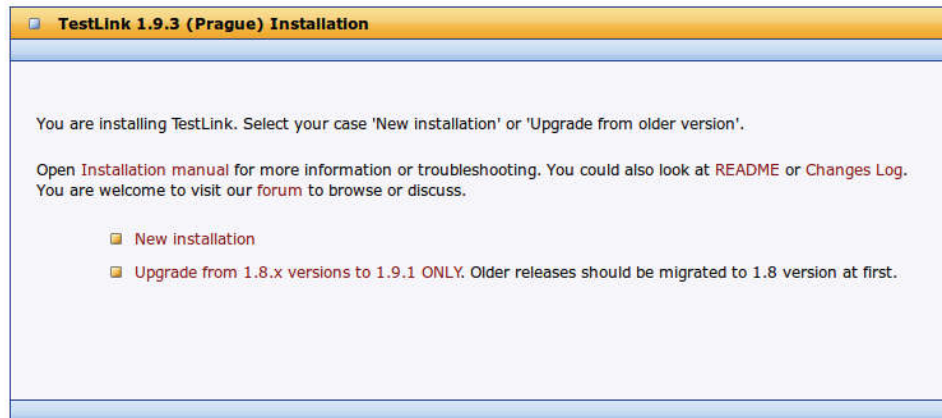 TestLink 1.9.3 (Prague) Installation
You are installing TestLink. Select your case 'New installation' or 'Upgrade from older version'.
Open Installation manual for more information or troubleshooting. You could also look at README or Changes Log.
You are welcome to visit our forum to browse or discuss.
New installation
Upgrade from 1.8.x versions to 1.9.1 ONLY. Older releases should be migrated to 1.8 version at first.